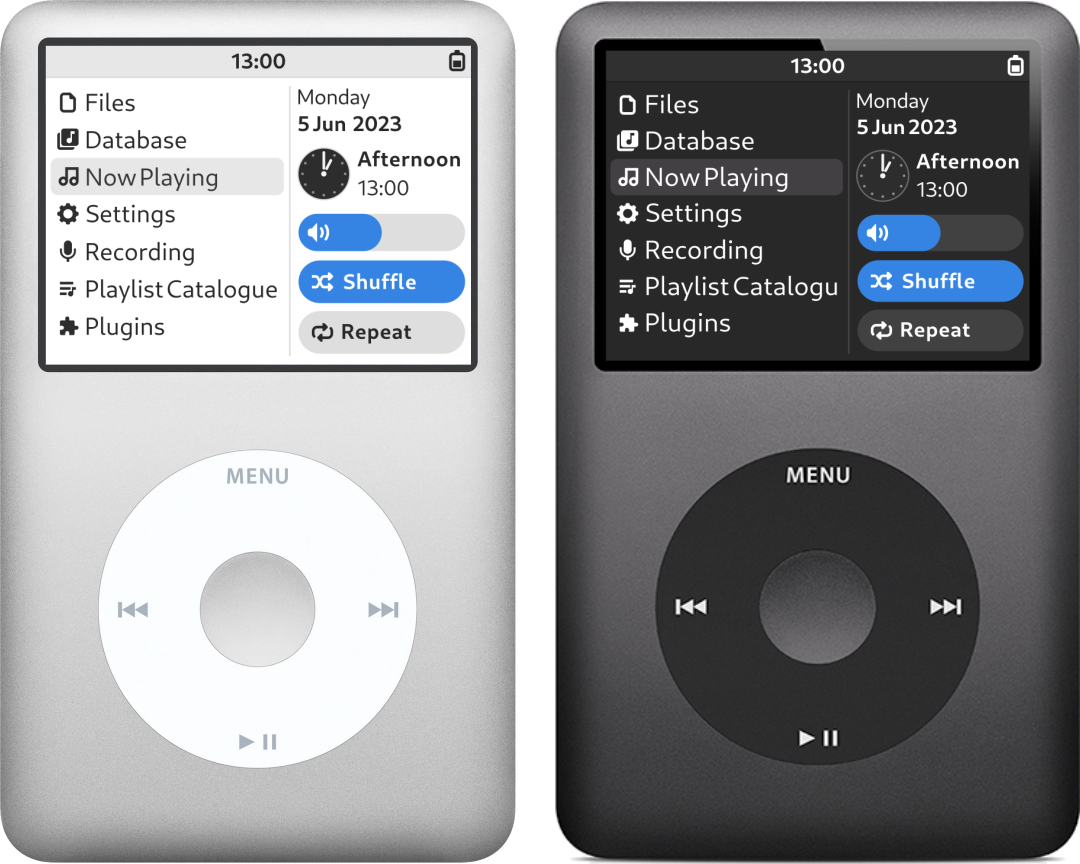 13:00
Files
Database
Now Playing
Settings
Recording
Playlist Catalogue
Plugins
Monday
5 Jun 2023
Afternoon
13:00
Shuffle
Repeat
MENU
13:00
Files
Database
Now Playing
Settings
Recording
Playlist Catalogu
Plugins
Monday
5 Jun 2023
Afternoon
13:00
Shuffle
Repeat
MENU